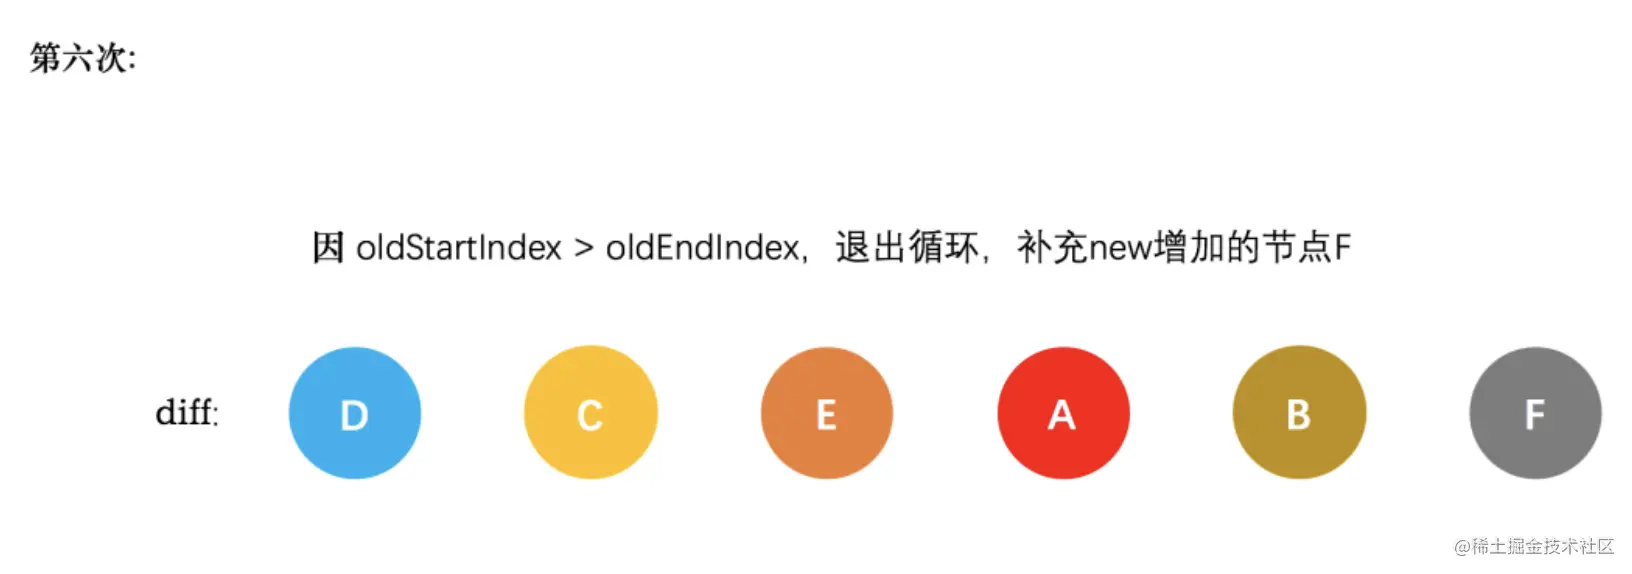 第六次:
因 oldStartIndex > oldEndIndex，退出循环，补充new增加的节点F
diff: D C E A B F
@稀土掘金技术社区